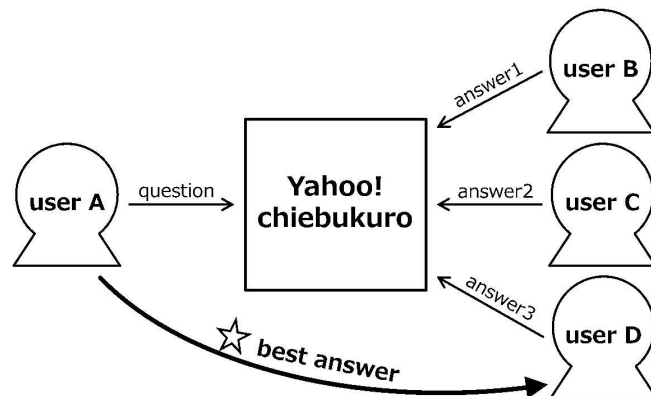 user A
question
Yahoo!
chiebukuro
answer1
user B
answer2
user C
answer3
user D
☆ best answer